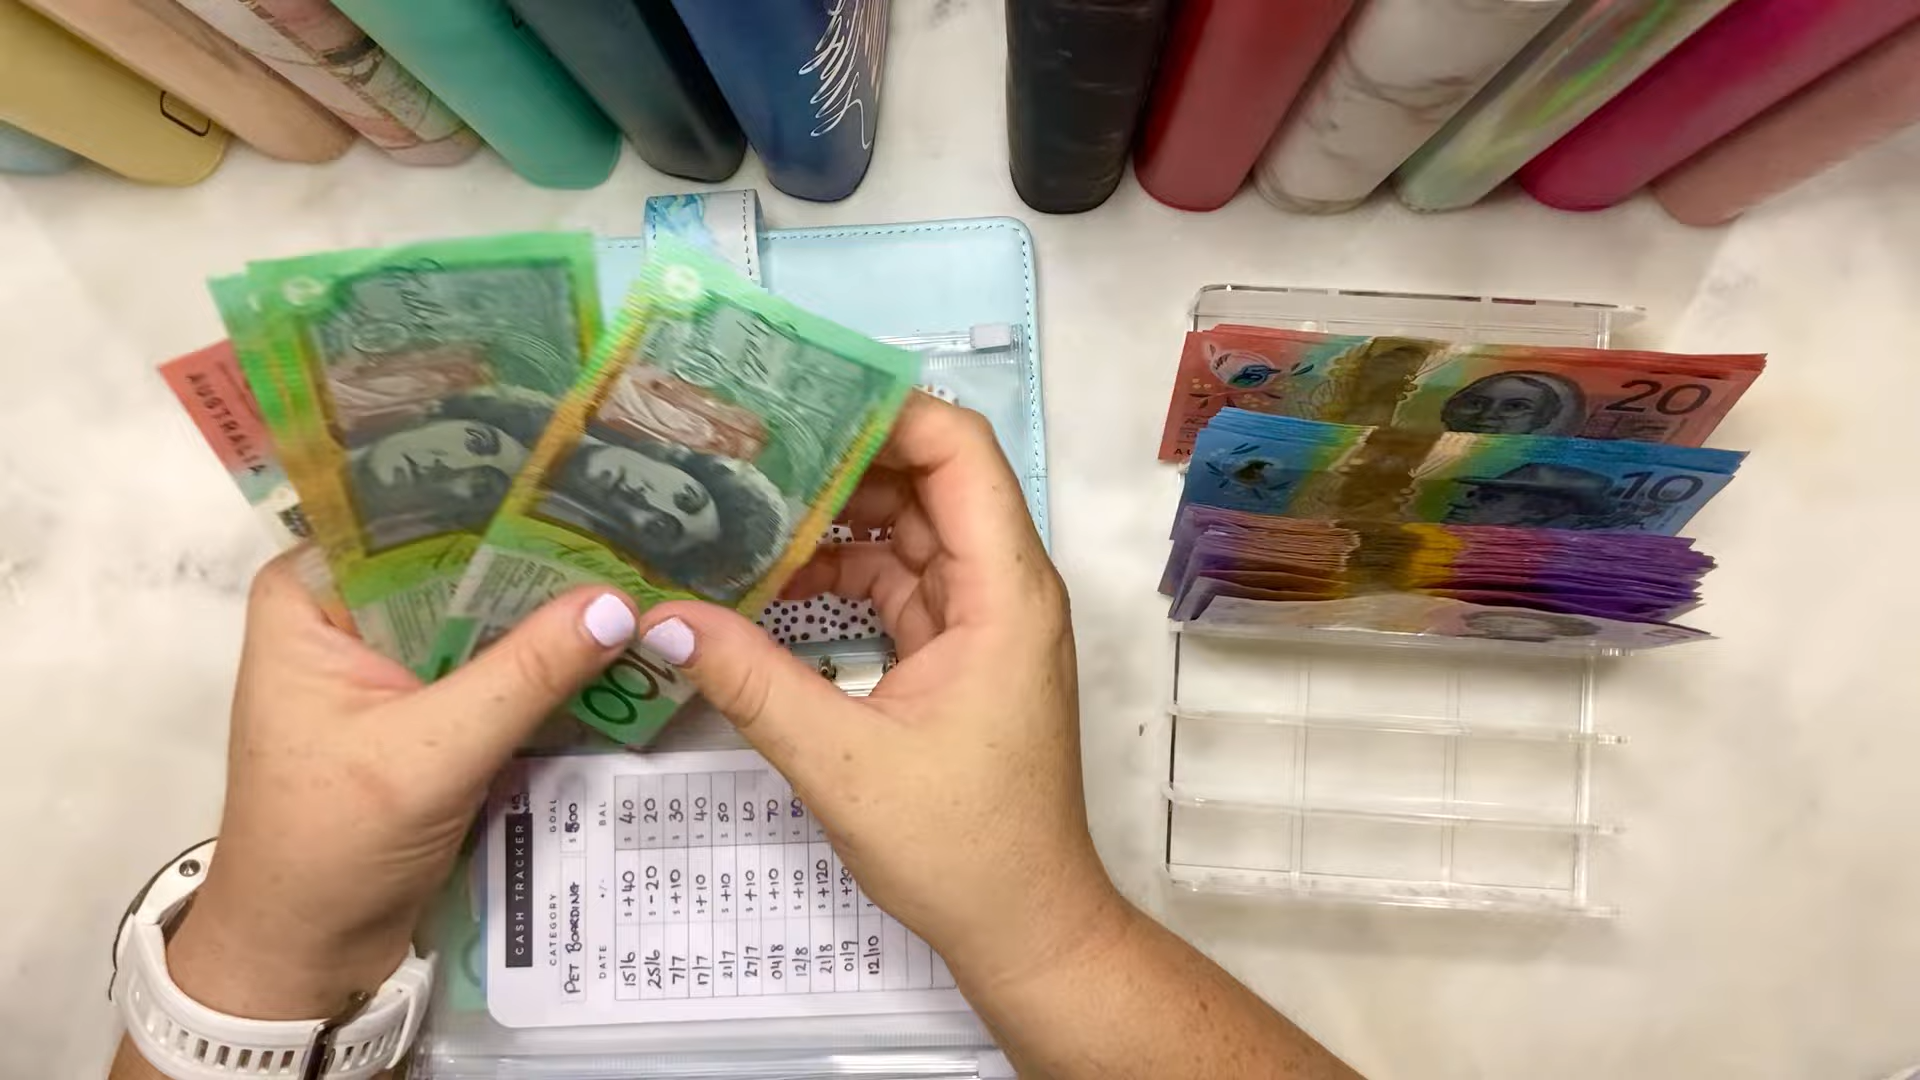 AUSTRALIA
100
20
10
CASH TRACKER
CATEGORY GOAL
PET BOARDING $ 500
DATE +/- BAL
15/6 $ +40 $ 40
25/6 $ -20 $ 20
7/7 $ +10 $ 30
17/7 $ +10 $ 40
21/7 $ +10 $ 50
27/7 $ +10 $ 60
04/8 $ +10 $ 70
12/8 $ +10 $ 80
21/8 $ +120
01/9 $ +20
12/10